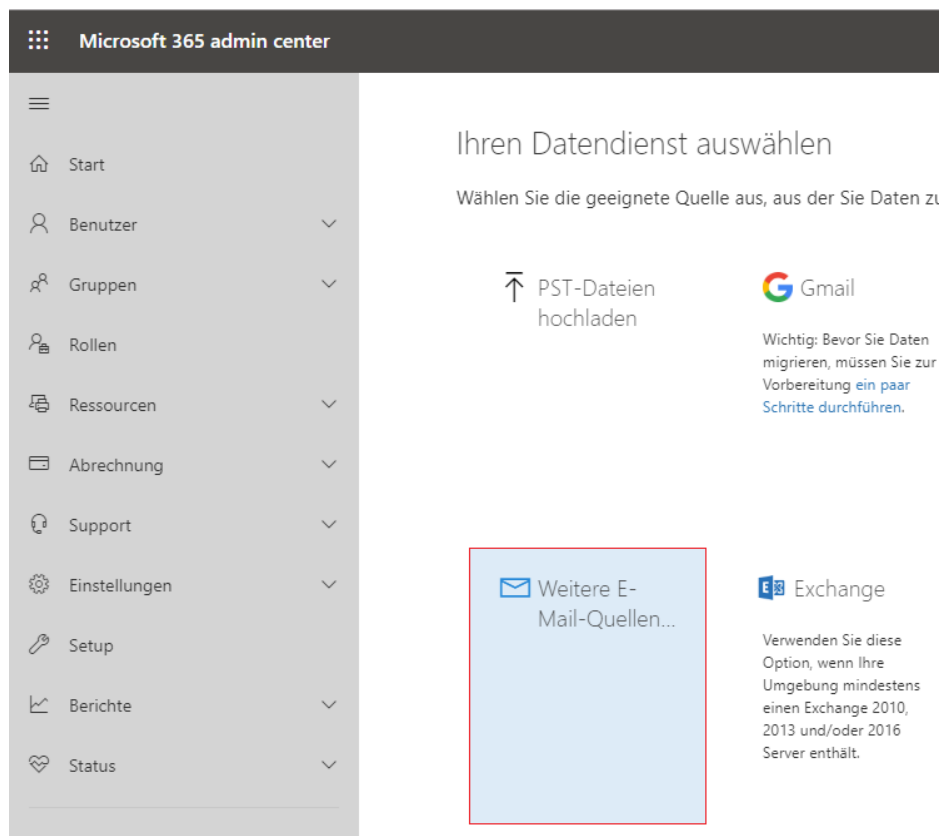 Microsoft 365 admin center
Start
Benutzer
Gruppen
Rollen
Ressourcen
Abrechnung
Support
Einstellungen
Setup
Berichte
Status
Ihren Datendienst auswählen
Wählen Sie die geeignete Quelle aus, aus der Sie Daten zu
PST-Dateien
hochladen
Gmail
Wichtig: Bevor Sie Daten
migrieren, müssen Sie zur
Vorbereitung ein paar
Schritte durchführen.
Weitere E-
Mail-Quellen...
Exchange
Verwenden Sie diese
Option, wenn Ihre
Umgebung mindestens
einen Exchange 2010,
2013 und/oder 2016
Server enthält.